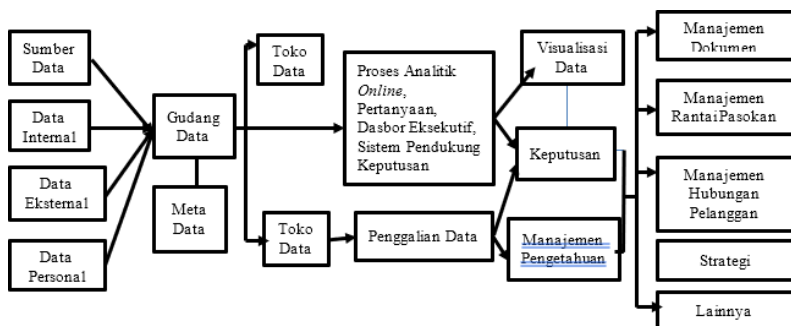 Sumber
Data
Data
Internal
Data
Eksternal
Data
Personal
Gudang
Data
Meta
Data
Toko
Data
Toko
Data
Proses Analitik
Online,
Pertanyaan,
Dasbor Eksekutif,
Sistem Pendukung
Keputusan
Penggalian Data
Visualisasi
Data
Keputusan
Manajemen
Pengetahuan
Manajemen
Dokumen
Manajemen
Rantai Pasokan
Manajemen
Hubungan
Pelanggan
Strategi
Lainnya